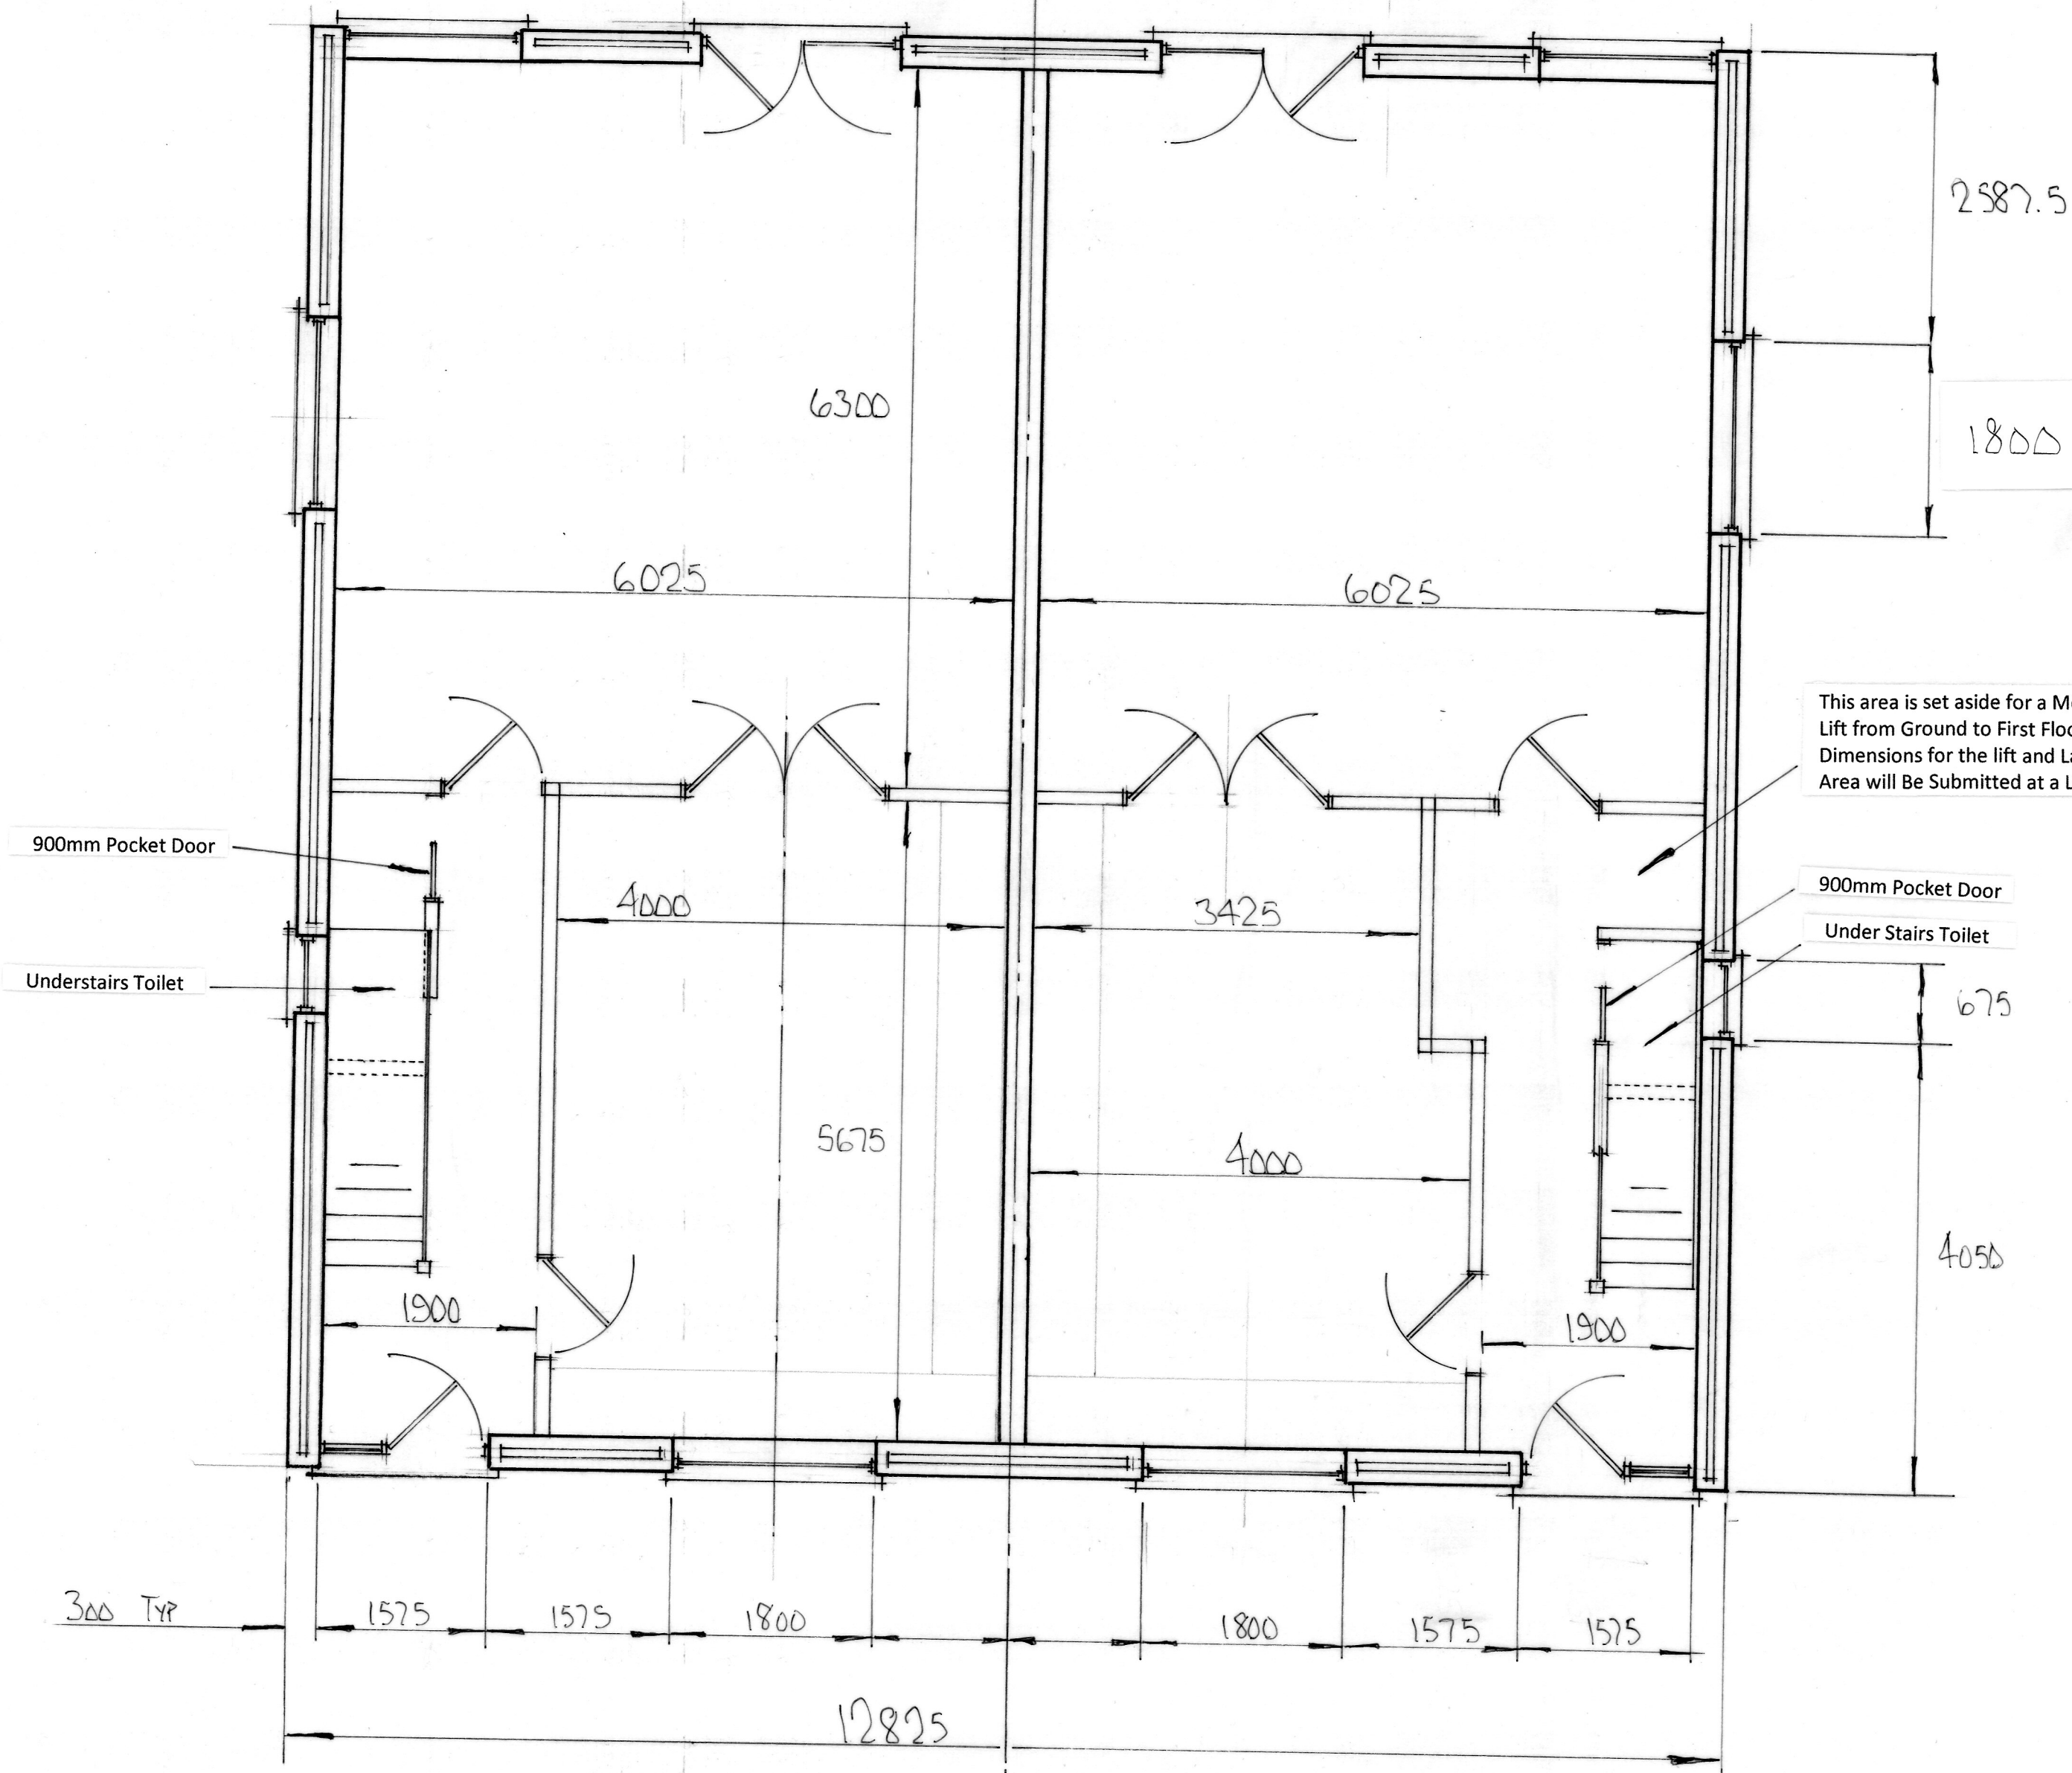 2587.5
1800
6300
6025
6025
This area is set aside for a
Lift from Ground to First
Dimensions for the lift and
Area will Be Submitted at a
900mm Pocket Door
4000
3425
900mm Pocket Door
Under Stairs Toilet
Understairs Toilet
675
5675
4000
4050
1900
1900
300 TYP
1575
1575
1800
1800
1575
1575
12825